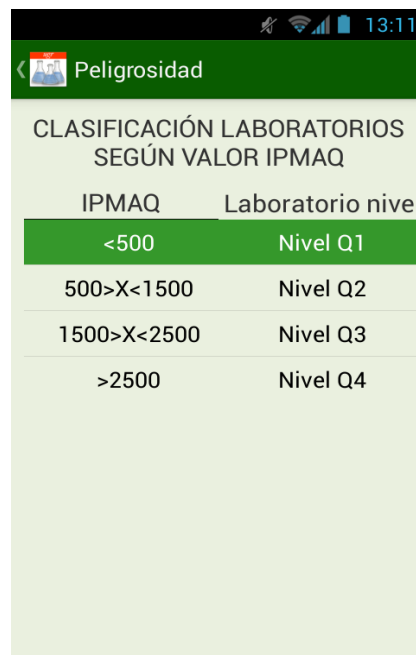 13:11
Peligrosidad
CLASIFICACIÓN LABORATORIOS
SEGÚN VALOR IPMAQ
IPMAQ Laboratorio nive
<500 Nivel Q1
500>X<1500 Nivel Q2
1500>X<2500 Nivel Q3
>2500 Nivel Q4